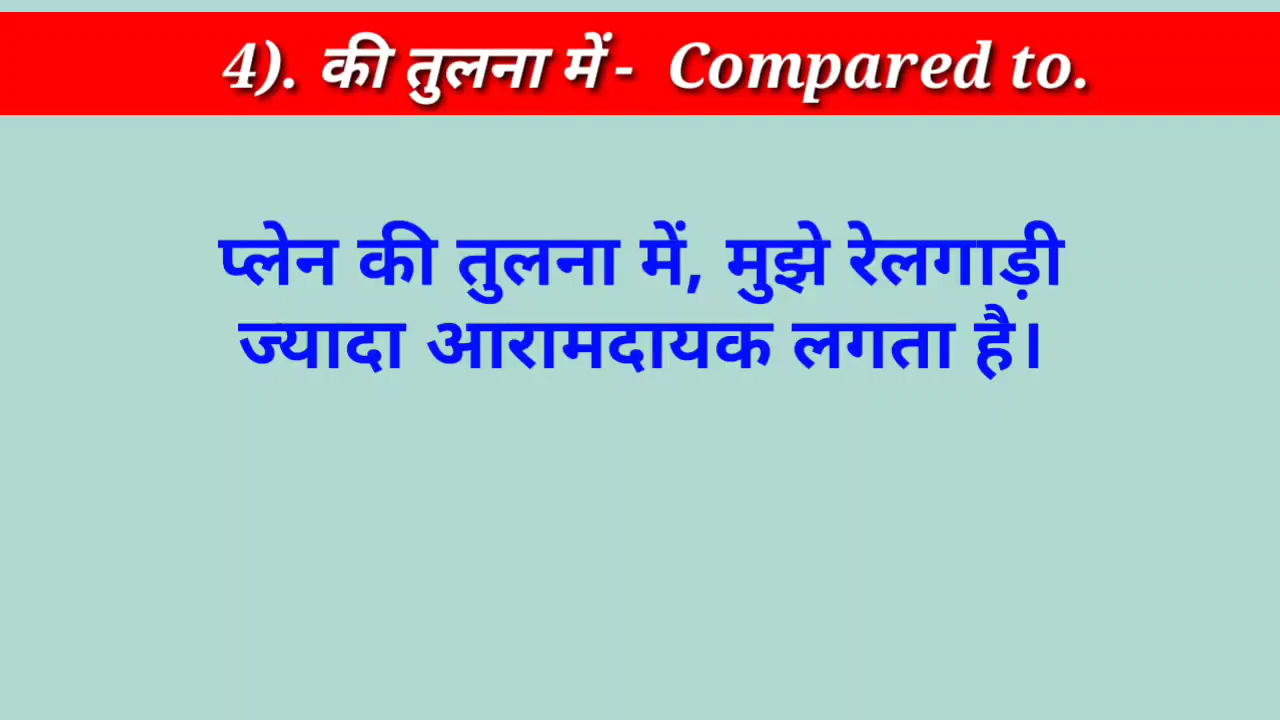 4). की तुलना में - Compared to.
प्लेन की तुलना में, मुझे रेलगाड़ी
ज्यादा आरामदायक लगता है।